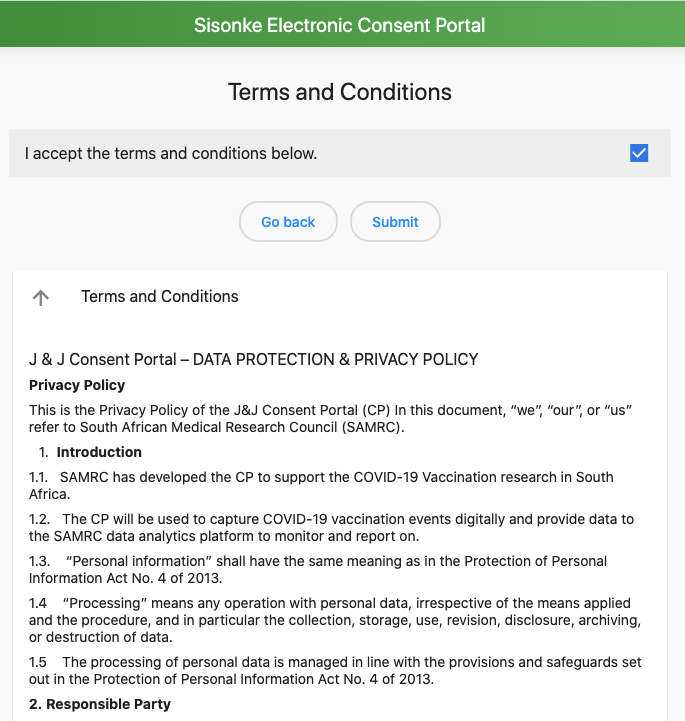 Sisonke Electronic Consent Portal
Terms and Conditions
I accept the terms and conditions below.
Go back
Submit
Terms and Conditions
J & J Consent Portal – DATA PROTECTION & PRIVACY POLICY
Privacy Policy
This is the Privacy Policy of the J&J Consent Portal (CP) In this document, “we”, “our”, or “us”
refer to South African Medical Research Council (SAMRC).
1. Introduction
1.1. SAMRC has developed the CP to support the COVID-19 Vaccination research in South
Africa.
1.2. The CP will be used to capture COVID-19 vaccination events digitally and provide data to
the SAMRC data analytics platform to monitor and report on.
1.3. “Personal information” shall have the same meaning as in the Protection of Personal
Information Act No. 4 of 2013.
1.4 “Processing” means any operation with personal data, irrespective of the means applied
and the procedure, and in particular the collection, storage, use, revision, disclosure, archiving,
or destruction of data.
1.5 The processing of personal data is managed in line with the provisions and safeguards set
out in the Protection of Personal Information Act No. 4 of 2013.
2. Responsible Party